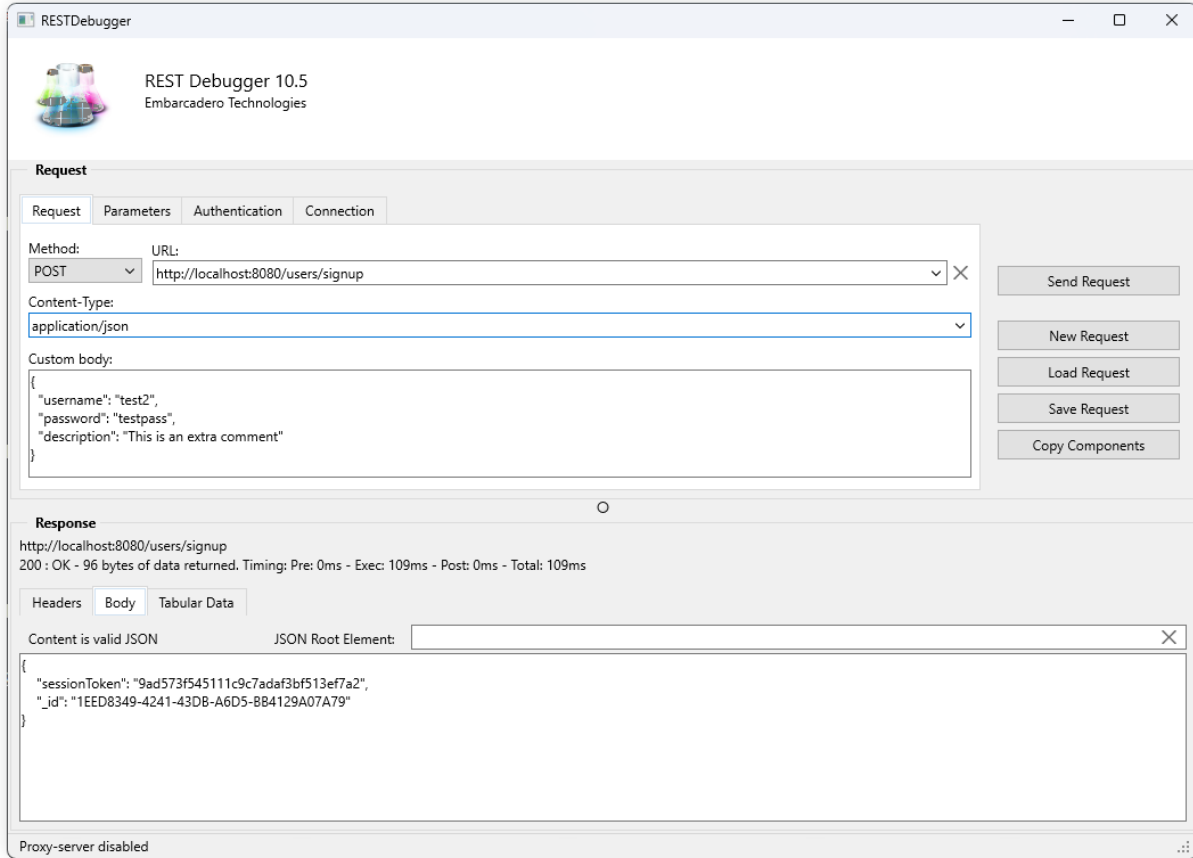 RESTDebugger
REST Debugger 10.5
Embarcadero Technologies
Request
Request Parameters Authentication Connection
Method: URL:
POST http://localhost:8080/users/signup
Send Request
Content-Type:
application/json
New Request
Custom body:
Load Request
{
"username": "test2",
"password": "testpass",
"description": "This is an extra comment"
}
Save Request
Copy Components
Response
http://localhost:8080/users/signup
200 : OK - 96 bytes of data returned. Timing: Pre: 0ms - Exec: 109ms - Post: 0ms - Total: 109ms
Headers Body Tabular Data
Content is valid JSON JSON Root Element:
{
"sessionToken": "9ad573f545111c9c7adaf3bf513ef7a2",
"_id": "1EED8349-4241-43DB-A6D5-BB4129A07A79"
}
Proxy-server disabled